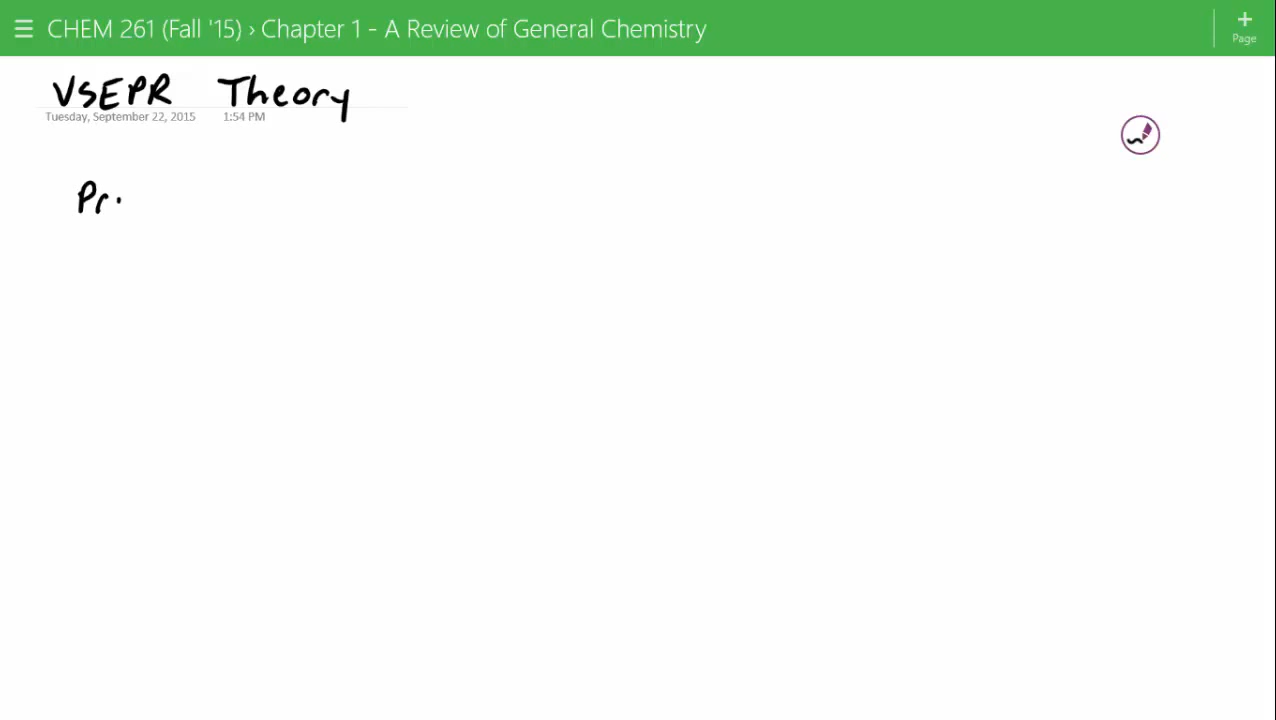 CHEM 261 (Fall '15) › Chapter 1 - A Review of General Chemistry
+
Page
VSEPR Theory
Tuesday, September 22, 2015 1:54 PM
Pr